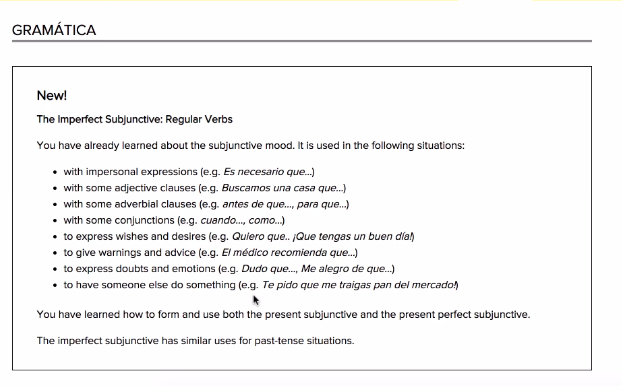 GRAMÁTICA
New!
The Imperfect Subjunctive: Regular Verbs
You have already learned about the subjunctive mood. It is used in the following situations:
• with impersonal expressions (e.g. Es necesario que...)
• with some adjective clauses (e.g. Buscamos una casa que...)
• with some adverbial clauses (e.g. antes de que..., para que...)
• with some conjunctions (e.g. cuando..., como...)
• to express wishes and desires (e.g. Quiero que.. ¡Que tengas un buen día!)
• to give warnings and advice (e.g. El médico recomienda que...)
• to express doubts and emotions (e.g. Dudo que..., Me alegro de que...)
• to have someone else do something (e.g. Te pido que me traigas pan del mercado!)
You have learned how to form and use both the present subjunctive and the present perfect subjunctive.
The imperfect subjunctive has similar uses for past-tense situations.